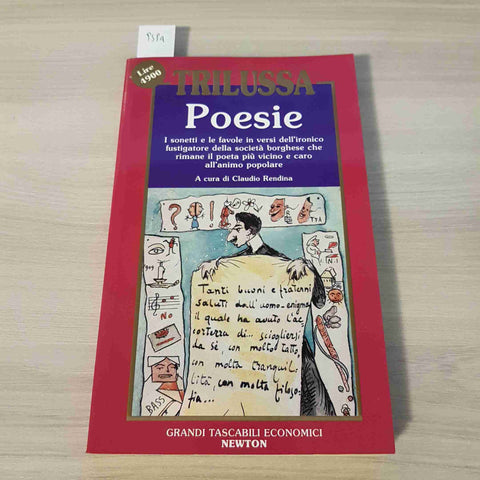 Lire
4900
TRILUSSA
Poesie
I sonetti e le favole in versi dell'ironico
fustigatore della società borghese che
rimane il poeta più vicino e caro
all'animo popolare
A cura di Claudio Rendina
?§!
NO
BASS
Tanti buoni e fraterni
saluti dall'uomo-enigma
il quale ha avuto l'ac
cortezza di... sciogliersi
da sé, con molto tatto,
con molta tranquil-
lità, con molta filoso-
fia...
GRANDI TASCABILI ECONOMICI
NEWTON